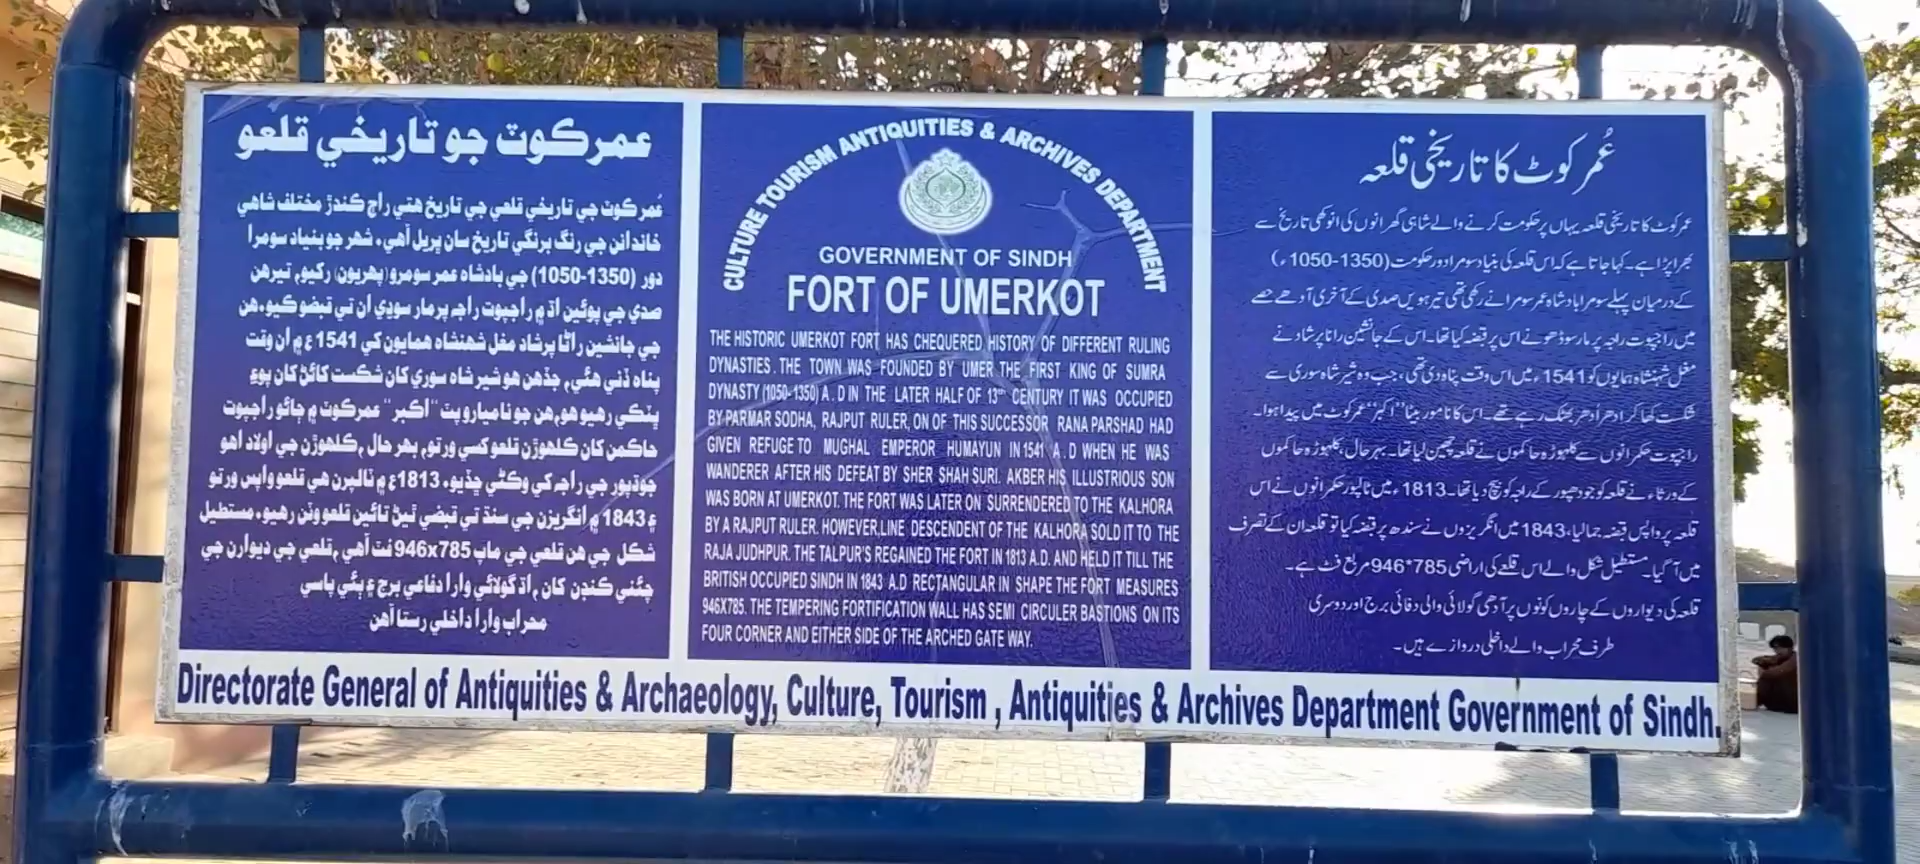 عمرڪوٽ جو تاريخي قلعو
عُمرڪوٽ جي تاريخي قلعي جي تاريخ هتي راڄ ڪندڙ مختلف شاهي
خاندانن جي رنگ برنگي تاريخ سان ڀريل آهي. شهر جو بنياد سومرا
دور (1350-1050) جي بادشاهه عمر سومرو (پهريون) رکيو، تيرهن
صدي جي پوئين اڌ ۾ راجپوت راجه پرمار سوڍي ان تي قبضو ڪيو. هن
جي جانشين راڻا پرشاد مغل شهنشاهه همايون کي 1541ع ۾ ان وقت
پناهه ڏني هئي، جڏهن هو شير شاهه سوري کان شڪست کائڻ کان پوءِ
ڀٽڪي رهيو هو، هن جو ناميارو پٽ ”اڪبر“ عمرڪوٽ ۾ ڄائو راجپوت
حاڪمن کان ڪلهوڙن قلعو کسي ورتو، بهر حال، ڪلهوڙن جي اولاد اهو
جوڌپور جي راجه کي وڪڻي ڇڏيو. 1813ع ۾ ٽالپرن هي قلعو واپس ورتو
۽ 1843 ۾ انگريزن جي سنڌ تي قبضي ٿيڻ تائين قلعو وٽن رهيو. مستطيل
شڪل جي هن قلعي جي ماپ 785x946 فٽ آهي، قلعي جي ديوارن جي
چئني ڪنڊن کان، اڌ گولائي وارا دفاعي برج ۽ ٻئي پاسي
محراب وارا داخلي رستا آهن
CULTURE TOURISM ANTIQUITIES & ARCHIVES DEPARTMENT
GOVERNMENT OF SINDH
FORT OF UMERKOT
THE HISTORIC UMERKOT FORT HAS CHEQUERED HISTORY OF DIFFERENT RULING
DYNASTIES. THE TOWN WAS FOUNDED BY UMER THE FIRST KING OF SUMRA
DYNASTY (1050-1350) A.D IN THE LATER HALF OF 13th CENTURY IT WAS OCCUPIED
BY PARMAR SODHA, RAJPUT RULER, ON OF THIS SUCCESSOR RANA PARSHAD HAD
GIVEN REFUGE TO MUGHAL EMPEROR HUMAYUN IN 1541 A.D WHEN HE WAS
WANDERER AFTER HIS DEFEAT BY SHER SHAH SURI. AKBER HIS ILLUSTRIOUS SON
WAS BORN AT UMERKOT. THE FORT WAS LATER ON SURRENDERED TO THE KALHORA
BY A RAJPUT RULER. HOWEVER, LINE DESCENDENT OF THE KALHORA SOLD IT TO THE
RAJA JUDHPUR. THE TALPUR'S REGAINED THE FORT IN 1813 A.D. AND HELD IT TILL THE
BRITISH OCCUPIED SINDH IN 1843 A.D RECTANGULAR IN SHAPE THE FORT MEASURES
946X785. THE TEMPERING FORTIFICATION WALL HAS SEMI CIRCULER BASTIONS ON ITS
FOUR CORNER AND EITHER SIDE OF THE ARCHED GATE WAY.
عُمر کوٹ کا تاریخی قلعہ
عمر کوٹ کا تاریخی قلعہ یہاں پر حکومت کرنے والے شاہی گھرانوں کی انوکھی تاریخ سے
بھرا پڑا ہے۔ کہا جاتا ہے کہ اس قلعہ کی بنیاد سومرا دور حکومت (1350-1050ء)
کے درمیان پہلے سومرا بادشاہ عمر سومرا نے رکھی تھی تیرہویں صدی کے آخری آدھے حصے
میں راجپوت راجہ پرمار سوڈھو نے اس پر قبضہ کیا تھا۔ اس کے جانشین رانا پرشاد نے
مغل شہنشاہ ہمایوں کو 1541ء میں اس وقت پناہ دی تھی، جب وہ شیر شاہ سوری سے
شکست کھا کر ادھر ادھر بھٹک رہے تھے۔ اس کا نامور بیٹا ”اکبر“ عمرکوٹ میں پیدا ہوا۔
راجپوت حکمرانوں سے کلہوڑہ حاکموں نے قلعہ چھین لیا تھا۔ بہرحال، کلہوڑہ حاکموں
کے ورثاء نے قلعہ کو جودھپور کے راجہ کو بیچ دیا تھا۔ 1813ء میں تالپور حکمرانوں نے اس
قلعہ پر واپس قبضہ جمالیا، 1843 میں انگریزوں نے سندھ پر قبضہ کیا تو قلعہ ان کے تصرف
میں آگیا۔ مستطیل شکل والے اس قلعے کی اراضی 785*946 مربع فٹ ہے۔
قلعہ کی دیواروں کے چاروں کونوں پر آدھی گولائی والی دفائی برج اور دوسری
طرف محراب والے داخلی دروازے ہیں۔
Directorate General of Antiquities & Archaeology, Culture, Tourism , Antiquities & Archives Department Government of Sindh.